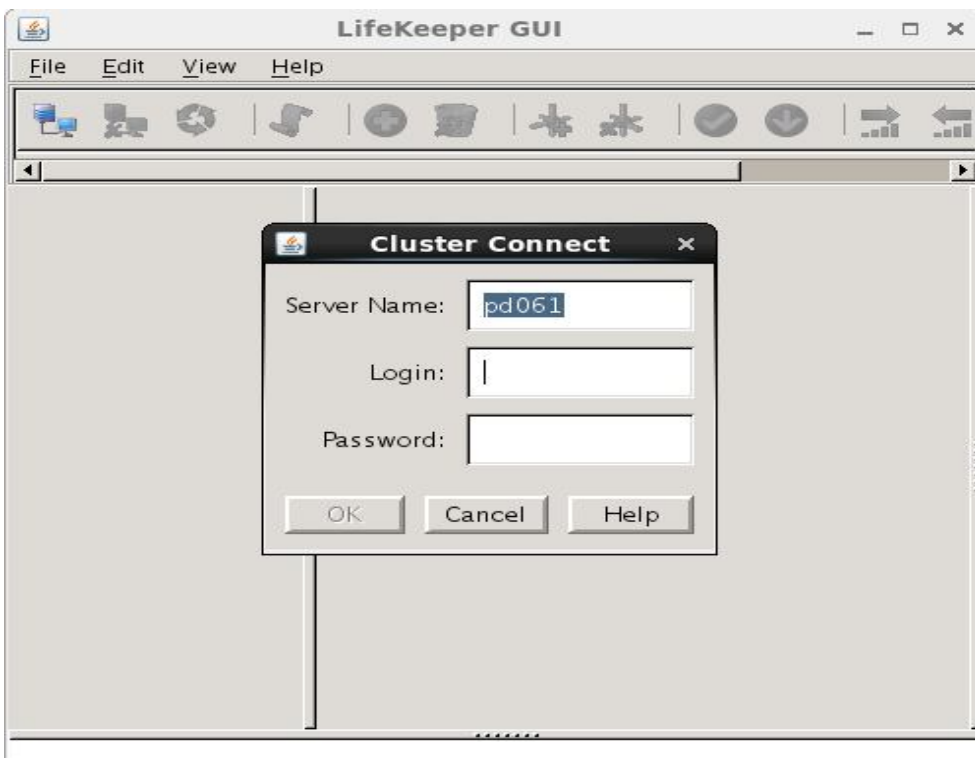 LifeKeeper GUI
File Edit View Help
Cluster Connect
Server Name: pd061
Login:
Password:
OK Cancel Help